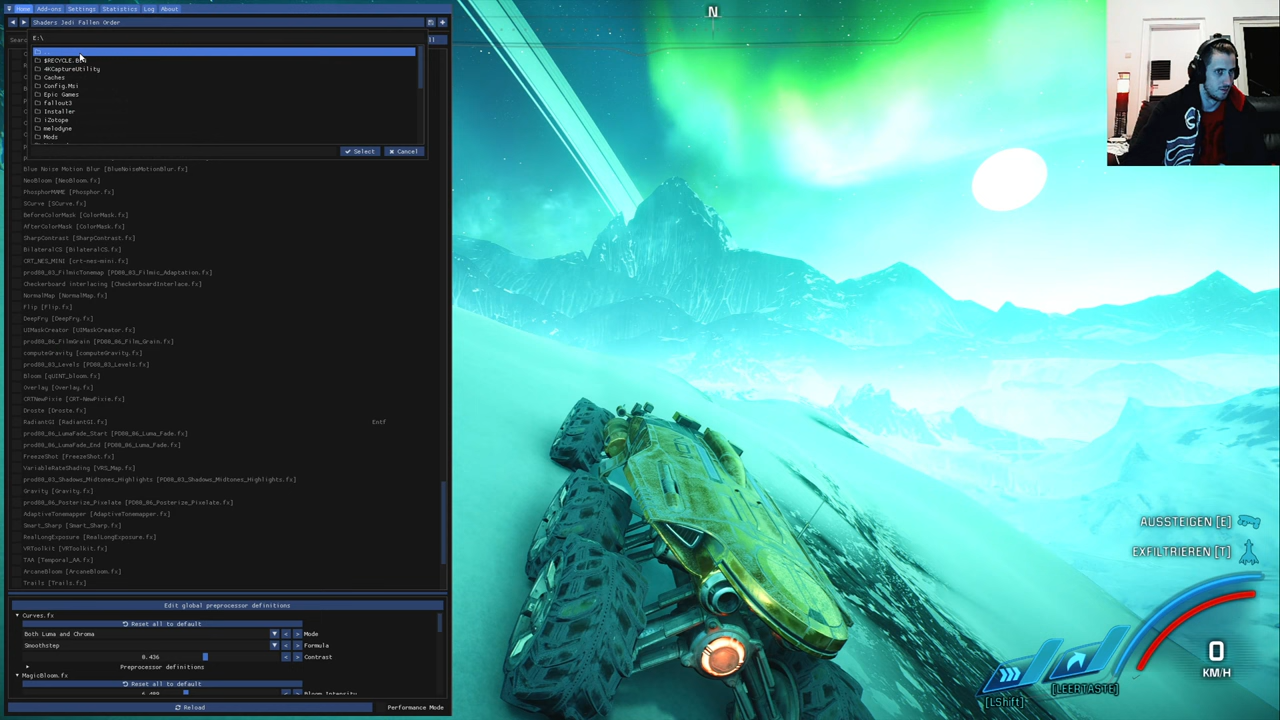 Home Add-ons Settings Statistics Log About
Shaders Jedi Fallen Order
E:\
..
$RECYCLE.BIN
4KCaptureUtility
Caches
Config.Msi
Epic Games
fallout3
Installer
iZotope
melodyne
Mods
Select Cancel
Blue Noise Motion Blur [BlueNoiseMotionBlur.fx]
NeoBloom [NeoBloom.fx]
PhosphorMAME [Phosphor.fx]
SCurve [SCurve.fx]
BeforeColorMask [ColorMask.fx]
AfterColorMask [ColorMask.fx]
SharpContrast [SharpContrast.fx]
BilateralCS [BilateralCS.fx]
CRT_NES_MINI [crt-nes-mini.fx]
prod80_03_FilmicTonemap [PD80_03_Filmic_Adaptation.fx]
Checkerboard interlacing [CheckerboardInterlace.fx]
NormalMap [NormalMap.fx]
Flip [Flip.fx]
DeepFry [DeepFry.fx]
UIMaskCreator [UIMaskCreator.fx]
prod80_06_FilmGrain [PD80_06_Film_Grain.fx]
computeGravity [computeGravity.fx]
prod80_03_Levels [PD80_03_Levels.fx]
Bloom [qUINT_bloom.fx]
Overlay [Overlay.fx]
CRTNewPixie [CRT-NewPixie.fx]
Droste [Droste.fx]
RadiantGI [RadiantGI.fx] Entf
prod80_06_LumaFade_Start [PD80_06_Luma_Fade.fx]
prod80_06_LumaFade_End [PD80_06_Luma_Fade.fx]
FreezeShot [FreezeShot.fx]
VariableRateShading [VRS_Map.fx]
prod80_03_Shadows_Midtones_Highlights [PD80_03_Shadows_Midtones_Highlights.fx]
Gravity [Gravity.fx]
prod80_06_Posterize_Pixelate [PD80_06_Posterize_Pixelate.fx]
AdaptiveTonemapper [AdaptiveTonemapper.fx]
Smart_Sharp [Smart_Sharp.fx]
RealLongExposure [RealLongExposure.fx]
VRToolkit [VRToolkit.fx]
TAA [Temporal_AA.fx]
ArcaneBloom [ArcaneBloom.fx]
Trails [Trails.fx]
Edit global preprocessor definitions
Curves.fx
Reset all to default
Both Luma and Chroma < > Mode
Smoothstep < > Formula
0.436 < > Contrast
Preprocessor definitions
MagicBloom.fx
Reset all to default
Bloom Intensity
Reload Performance Mode
N
AUSSTEIGEN [E]
EXFILTRIEREN [T]
0
KM/H
[LEERTASTE]
[LShift]